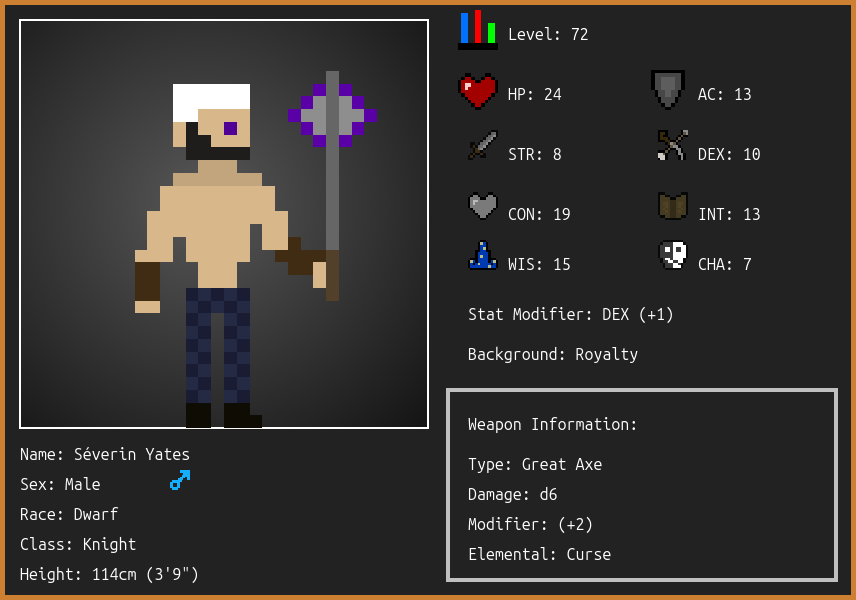 Level: 72
HP: 24
AC: 13
STR: 8
DEX: 10
CON: 19
INT: 13
WIS: 15
CHA: 7
Stat Modifier: DEX (+1)
Background: Royalty
Weapon Information:
Type: Great Axe
Damage: d6
Modifier: (+2)
Elemental: Curse
Name: Séverin Yates
Sex: Male
Race: Dwarf
Class: Knight
Height: 114cm (3'9")